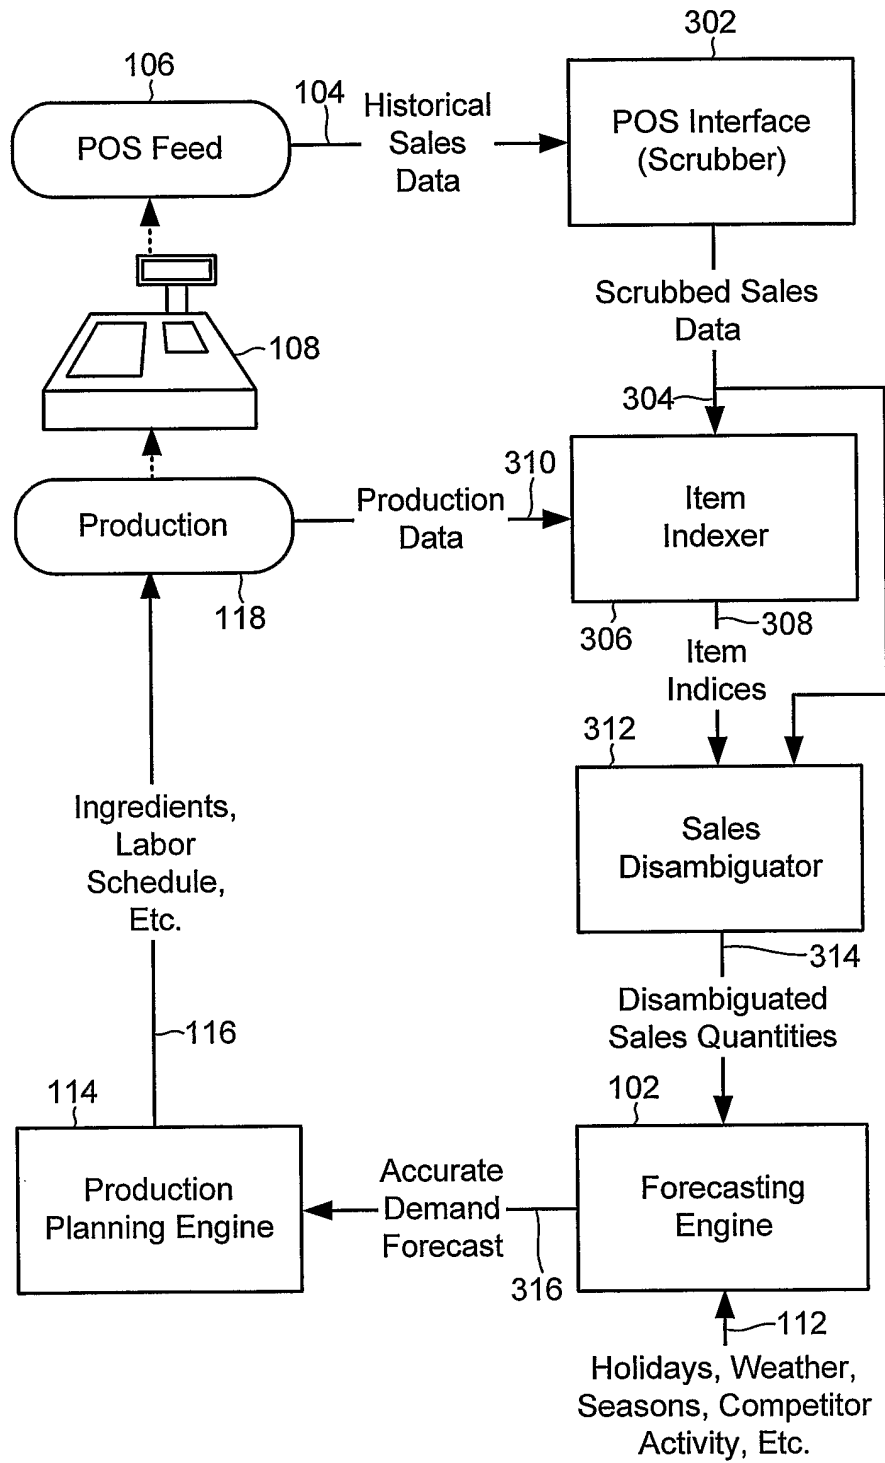 302
106
104
Historical
Sales
Data
POS Feed
POS Interface
(Scrubber)
Scrubbed Sales
Data
108
304
310
Production
Production
Data
Item
Indexer
118
306
308
Item
Indices
312
Ingredients,
Labor
Schedule,
Etc.
Sales
Disambiguator
314
Disambiguated
Sales Quantities
116
114
102
Production
Planning Engine
Accurate
Demand
Forecast
Forecasting
Engine
316
112
Holidays, Weather,
Seasons, Competitor
Activity, Etc.